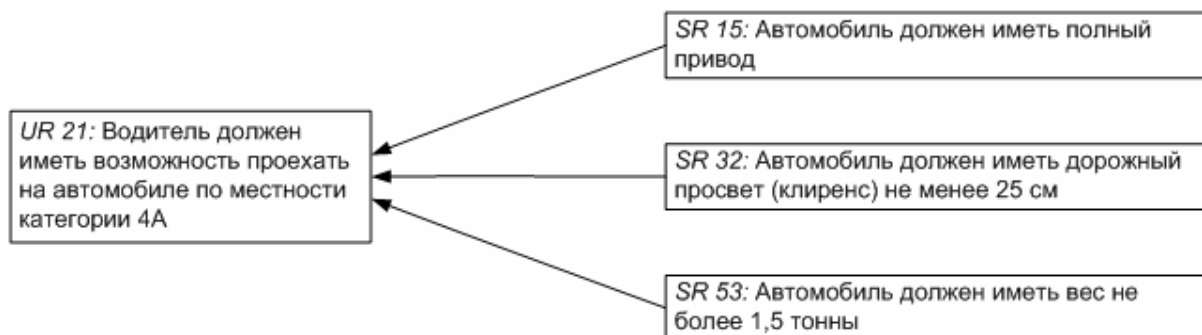 UR 21: Водитель должен
иметь возможность проехать
на автомобиле по местности
категории 4А
SR 15: Автомобиль должен иметь полный
привод
SR 32: Автомобиль должен иметь дорожный
просвет (клиренс) не менее 25 см
SR 53: Автомобиль должен иметь вес не
более 1,5 тонны